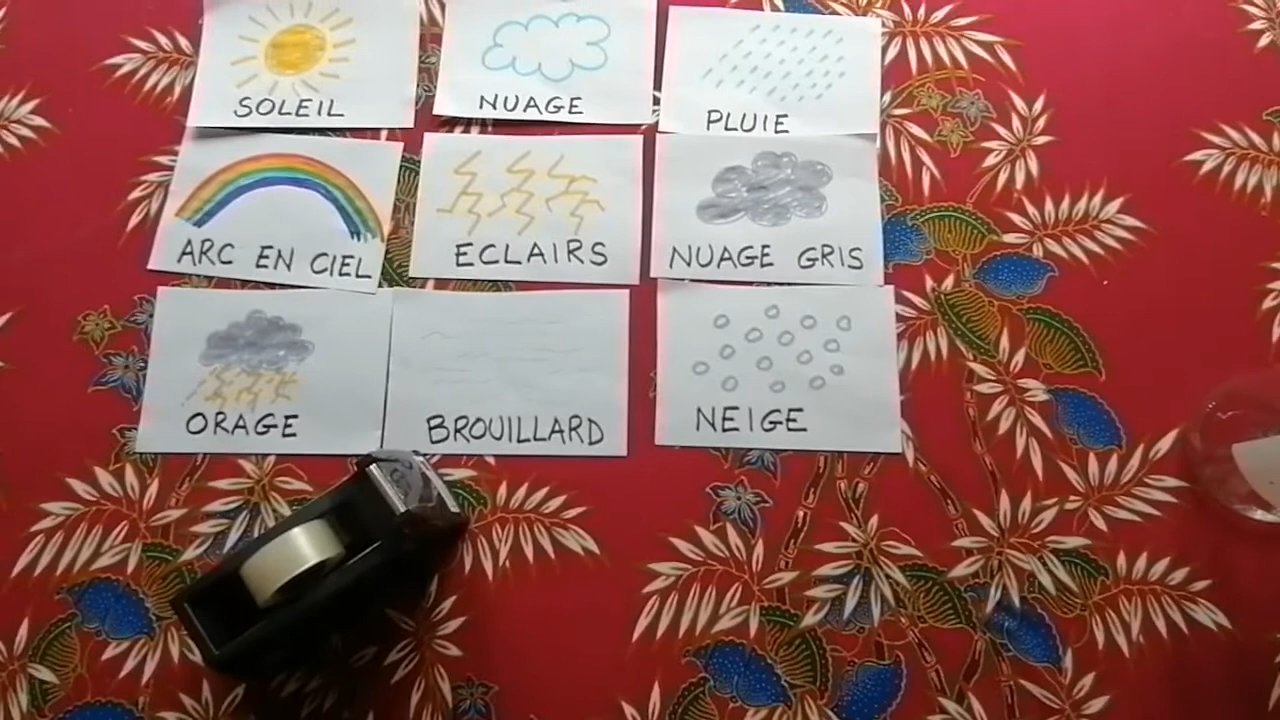 SOLEIL
NUAGE
PLUIE
ARC EN CIEL
ECLAIRS
NUAGE GRIS
ORAGE
BROUILLARD
NEIGE